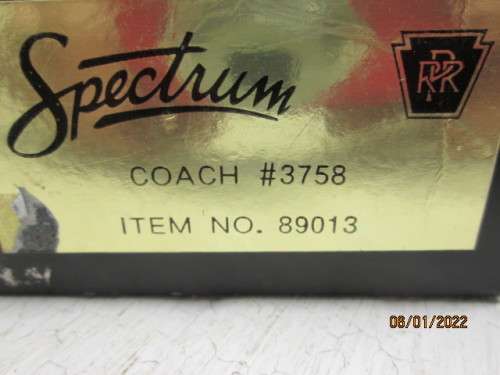 Spectrum
PRR
COACH #3758
ITEM NO. 89013
06/01/2022